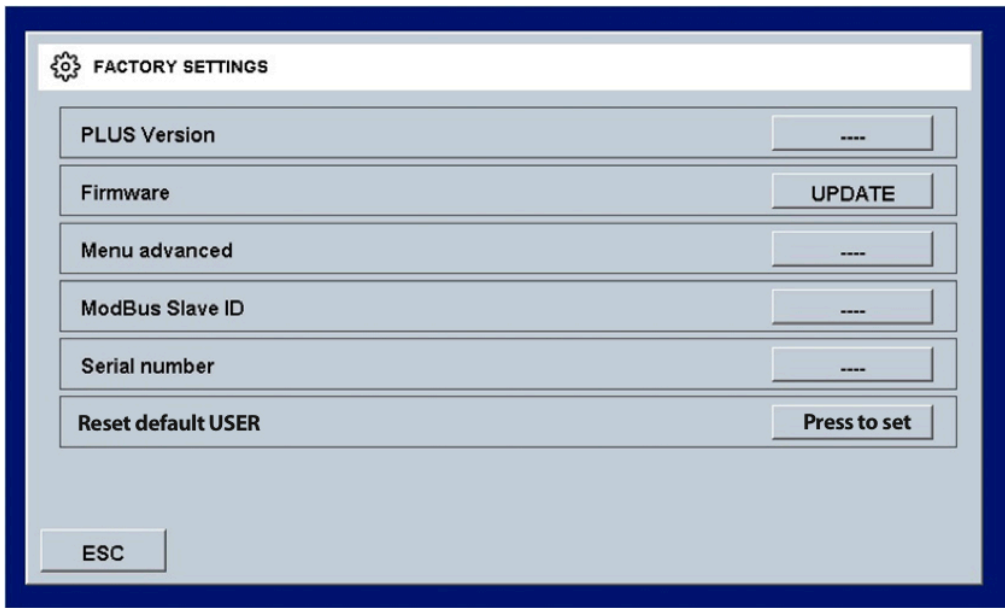 FACTORY SETTINGS
PLUS Version ----
Firmware UPDATE
Menu advanced ----
ModBus Slave ID ----
Serial number ----
Reset default USER Press to set
ESC